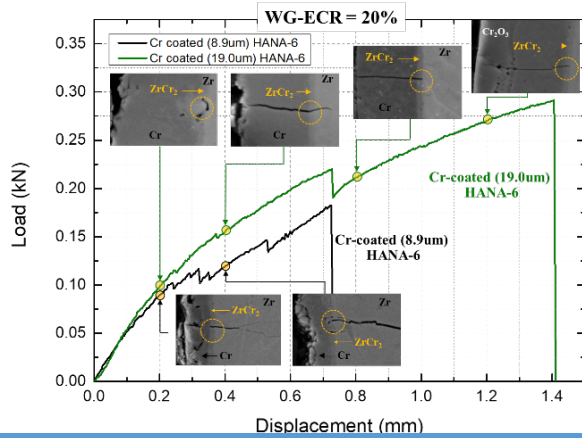 WG-ECR = 20%
Cr coated (8.9um) HANA-6
Cr coated (19.0um) HANA-6
Zr
ZrCr2
Cr
Zr
ZrCr2
Cr
Zr
ZrCr2
Cr
Cr2O3
Zr
ZrCr2
Cr
Cr-coated (19.0um)
HANA-6
Cr-coated (8.9um)
HANA-6
Zr
ZrCr2
Cr
Zr
ZrCr2
Cr
Load (kN)
0.35
0.30
0.25
0.20
0.15
0.10
0.05
0.00
0.0 0.2 0.4 0.6 0.8 1.0 1.2 1.4
Displacement (mm)